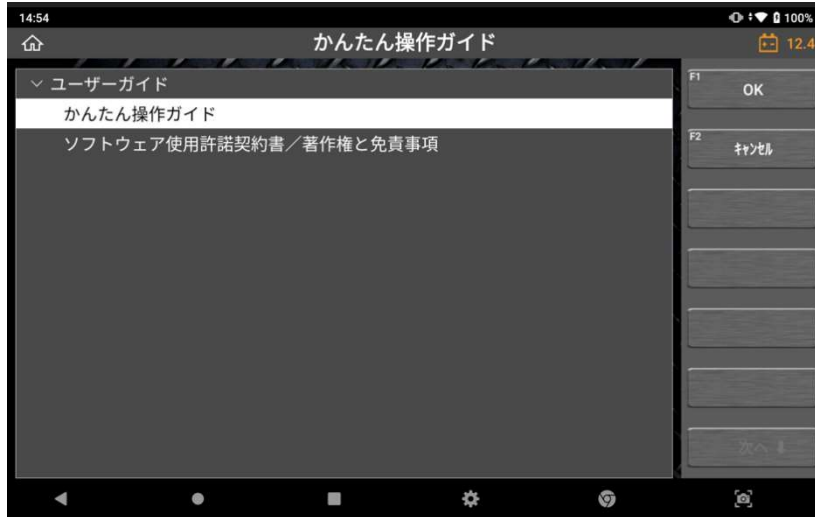 14:54
100%
かんたん操作ガイド
12.4
ユーザーガイド
かんたん操作ガイド
ソフトウェア使用許諾契約書／著作権と免責事項
F1
OK
F2
ｷｬﾝｾﾙ
次へ ⬇